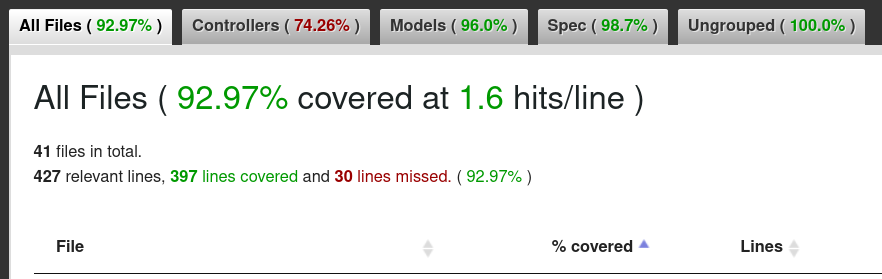 All Files ( 92.97% ) Controllers ( 74.26% ) Models ( 96.0% ) Spec ( 98.7% ) Ungrouped ( 100.0% )
All Files ( 92.97% covered at 1.6 hits/line )
41 files in total.
427 relevant lines, 397 lines covered and 30 lines missed. ( 92.97% )
File % covered Lines